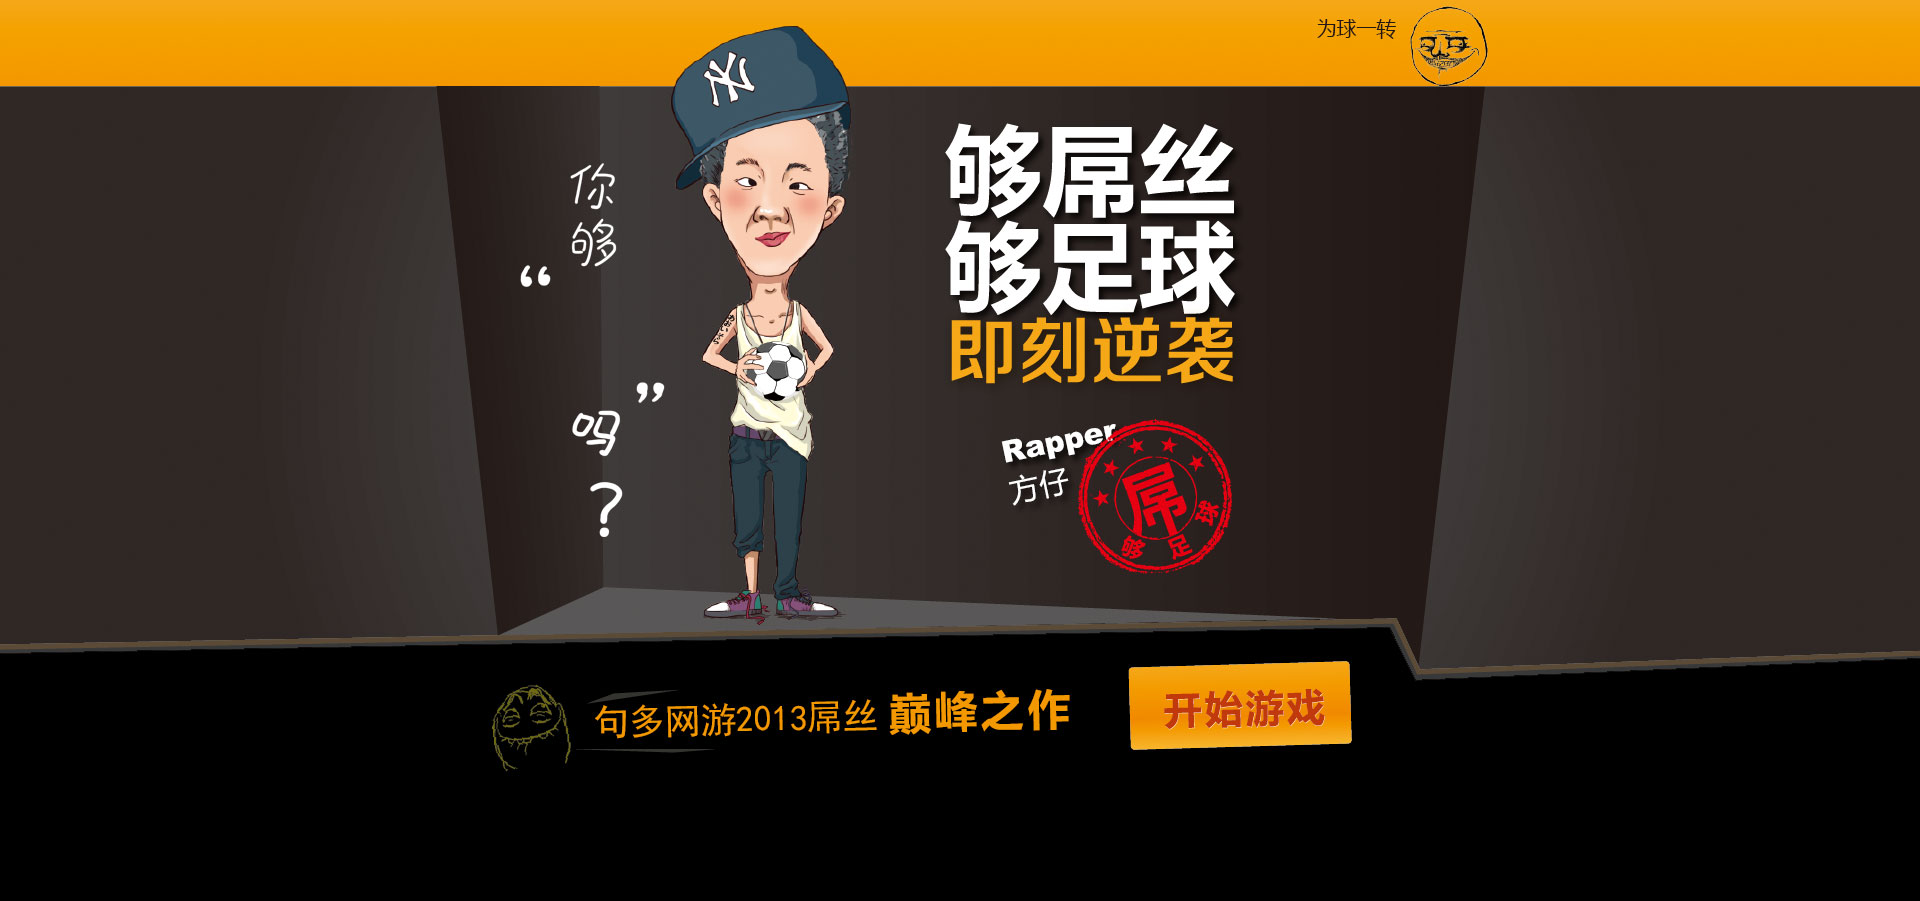 为球一转
NY
你
够
“
”
吗
？
够屌丝
够足球
即刻逆袭
Rapper
方仔
屌
够足球
句多网游2013屌丝 巅峰之作
开始游戏